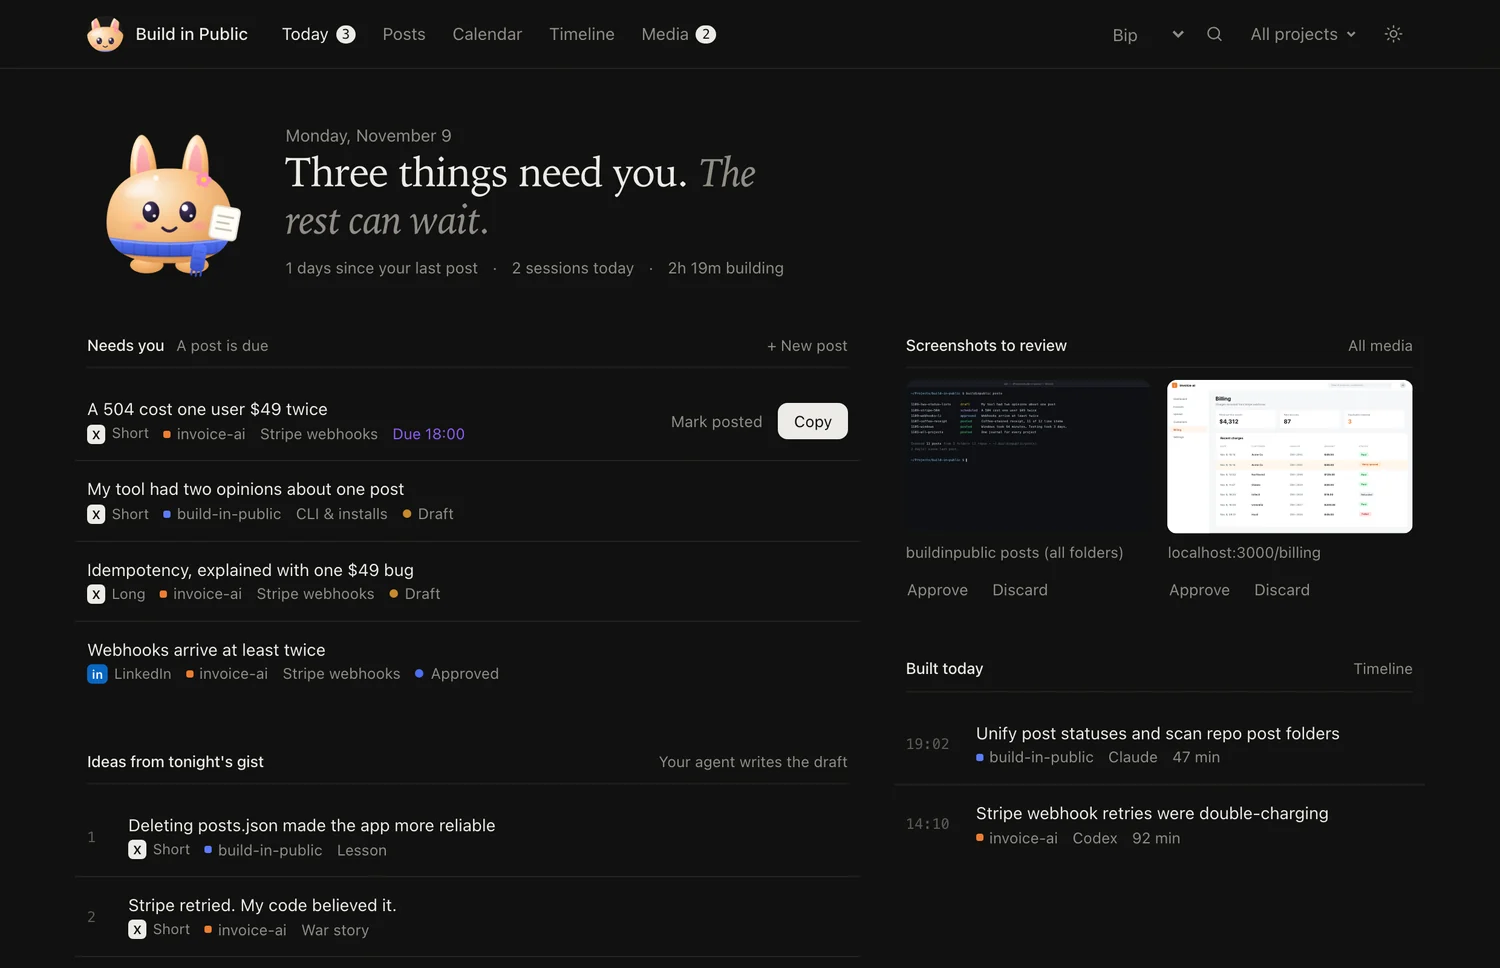 Build in Public
Today 3
Posts
Calendar
Timeline
Media 2
Bip
All projects
Monday, November 9
Three things need you. The
rest can wait.
1 days since your last post · 2 sessions today · 2h 19m building
Needs you A post is due
+ New post
A 504 cost one user $49 twice
X Short invoice-ai Stripe webhooks Due 18:00
Mark posted
Copy
My tool had two opinions about one post
X Short build-in-public CLI & installs Draft
Idempotency, explained with one $49 bug
X Long invoice-ai Stripe webhooks Draft
Webhooks arrive at least twice
in LinkedIn invoice-ai Stripe webhooks Approved
Ideas from tonight's gist
Your agent writes the draft
1
Deleting posts.json made the app more reliable
X Short build-in-public Lesson
2
Stripe retried. My code believed it.
X Short invoice-ai War story
Screenshots to review
All media
Billing
$4,312
87
3
buildinpublic posts (all folders)
Approve Discard
localhost:3000/billing
Approve Discard
Built today
Timeline
19:02
Unify post statuses and scan repo post folders
build-in-public Claude 47 min
14:10
Stripe webhook retries were double-charging
invoice-ai Codex 92 min